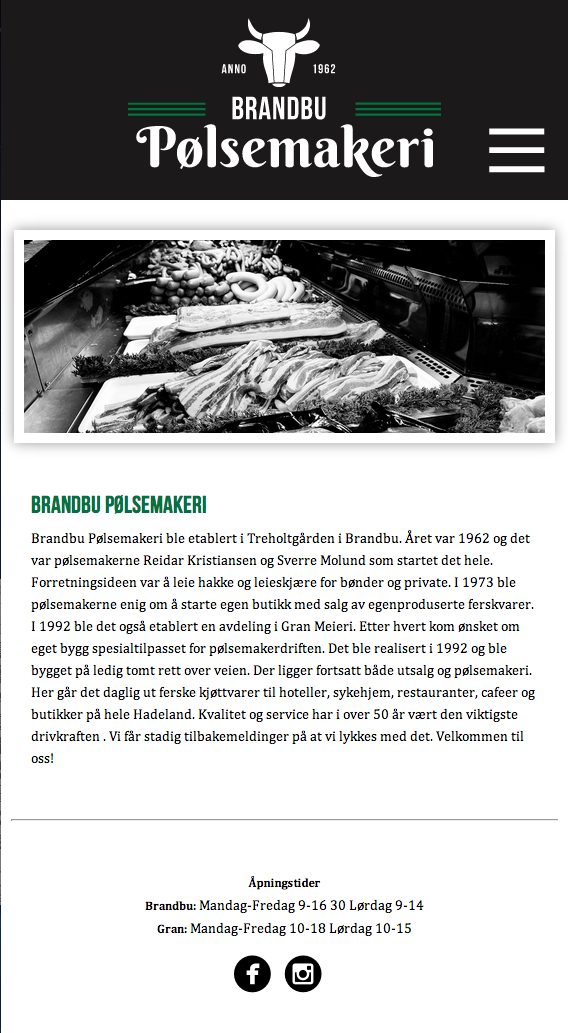 ANNO 1962
BRANDBU
Pølsemakeri
BRANDBU PØLSEMAKERI
Brandbu Pølsemakeri ble etablert i Treholtgården i Brandbu. Året var 1962 og det
var pølsemakerne Reidar Kristiansen og Sverre Molund som startet det hele.
Forretningsideen var å leie hakke og leieskjære for bønder og private. I 1973 ble
pølsemakerne enig om å starte egen butikk med salg av egenproduserte ferskvarer.
I 1992 ble det også etablert en avdeling i Gran Meieri. Etter hvert kom ønsket om
eget bygg spesialtilpasset for pølsemakerdriften. Det ble realisert i 1992 og ble
bygget på ledig tomt rett over veien. Der ligger fortsatt både utsalg og pølsemakeri.
Her går det daglig ut ferske kjøttvarer til hoteller, sykehjem, restauranter, cafeer og
butikker på hele Hadeland. Kvalitet og service har i over 50 år vært den viktigste
drivkraften . Vi får stadig tilbakemeldinger på at vi lykkes med det. Velkommen til
oss!
Åpningstider
Brandbu: Mandag-Fredag 9-16 30 Lørdag 9-14
Gran: Mandag-Fredag 10-18 Lørdag 10-15